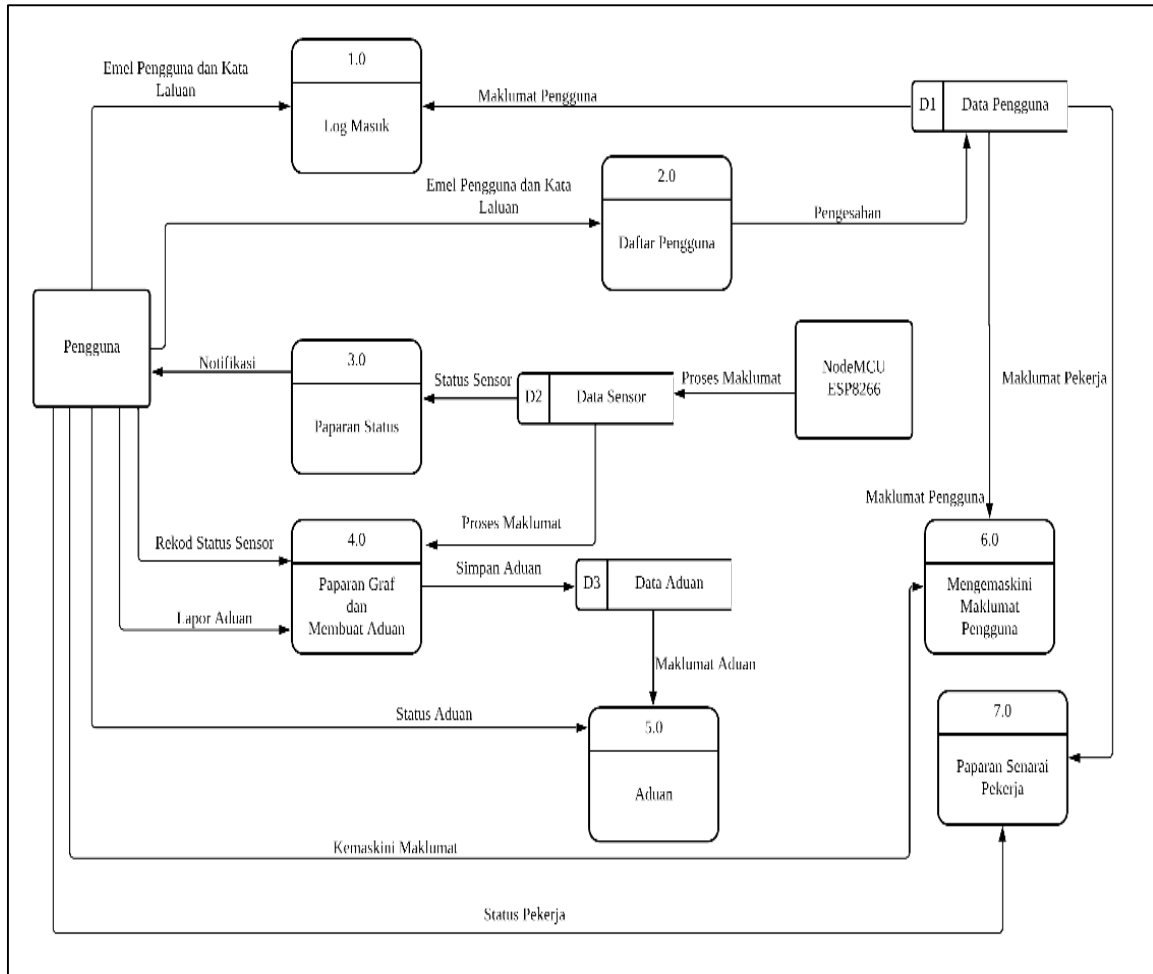 1.0
Emel Pengguna dan Kata
Laluan
Log Masuk
Maklumat Pengguna
D1
Data Pengguna
Emel Pengguna dan Kata
Laluan
2.0
Daftar Pengguna
Pengesahan
Pengguna
Notifikasi
3.0
Paparan Status
Status Sensor
D2
Data Sensor
Proses Maklumat
NodeMCU
ESP8266
Maklumat Pekerja
Maklumat Pengguna
Proses Maklumat
Rekod Status Sensor
4.0
Paparan Graf
dan
Membuat Aduan
Simpan Aduan
D3
Data Aduan
6.0
Mengemaskini
Maklumat
Pengguna
Lapor Aduan
Maklumat Aduan
Status Aduan
5.0
Aduan
7.0
Paparan Senarai
Pekerja
Kemaskini Maklumat
Status Pekerja